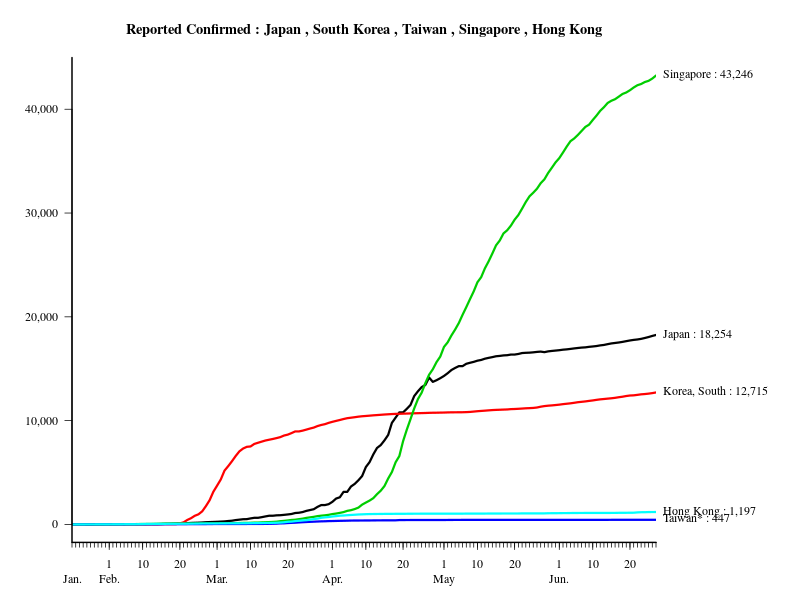 Reported Confirmed : Japan , South Korea , Taiwan , Singapore , Hong Kong
Singapore : 43,246
40,000
30,000
20,000
Japan : 18,254
Korea, South : 12,715
10,000
Hong Kong : 1,197
Taiwan* : 447
0
1 10 20 1 10 20 1 10 20 1 10 20 1 10 20
Jan. Feb. Mar. Apr. May Jun.